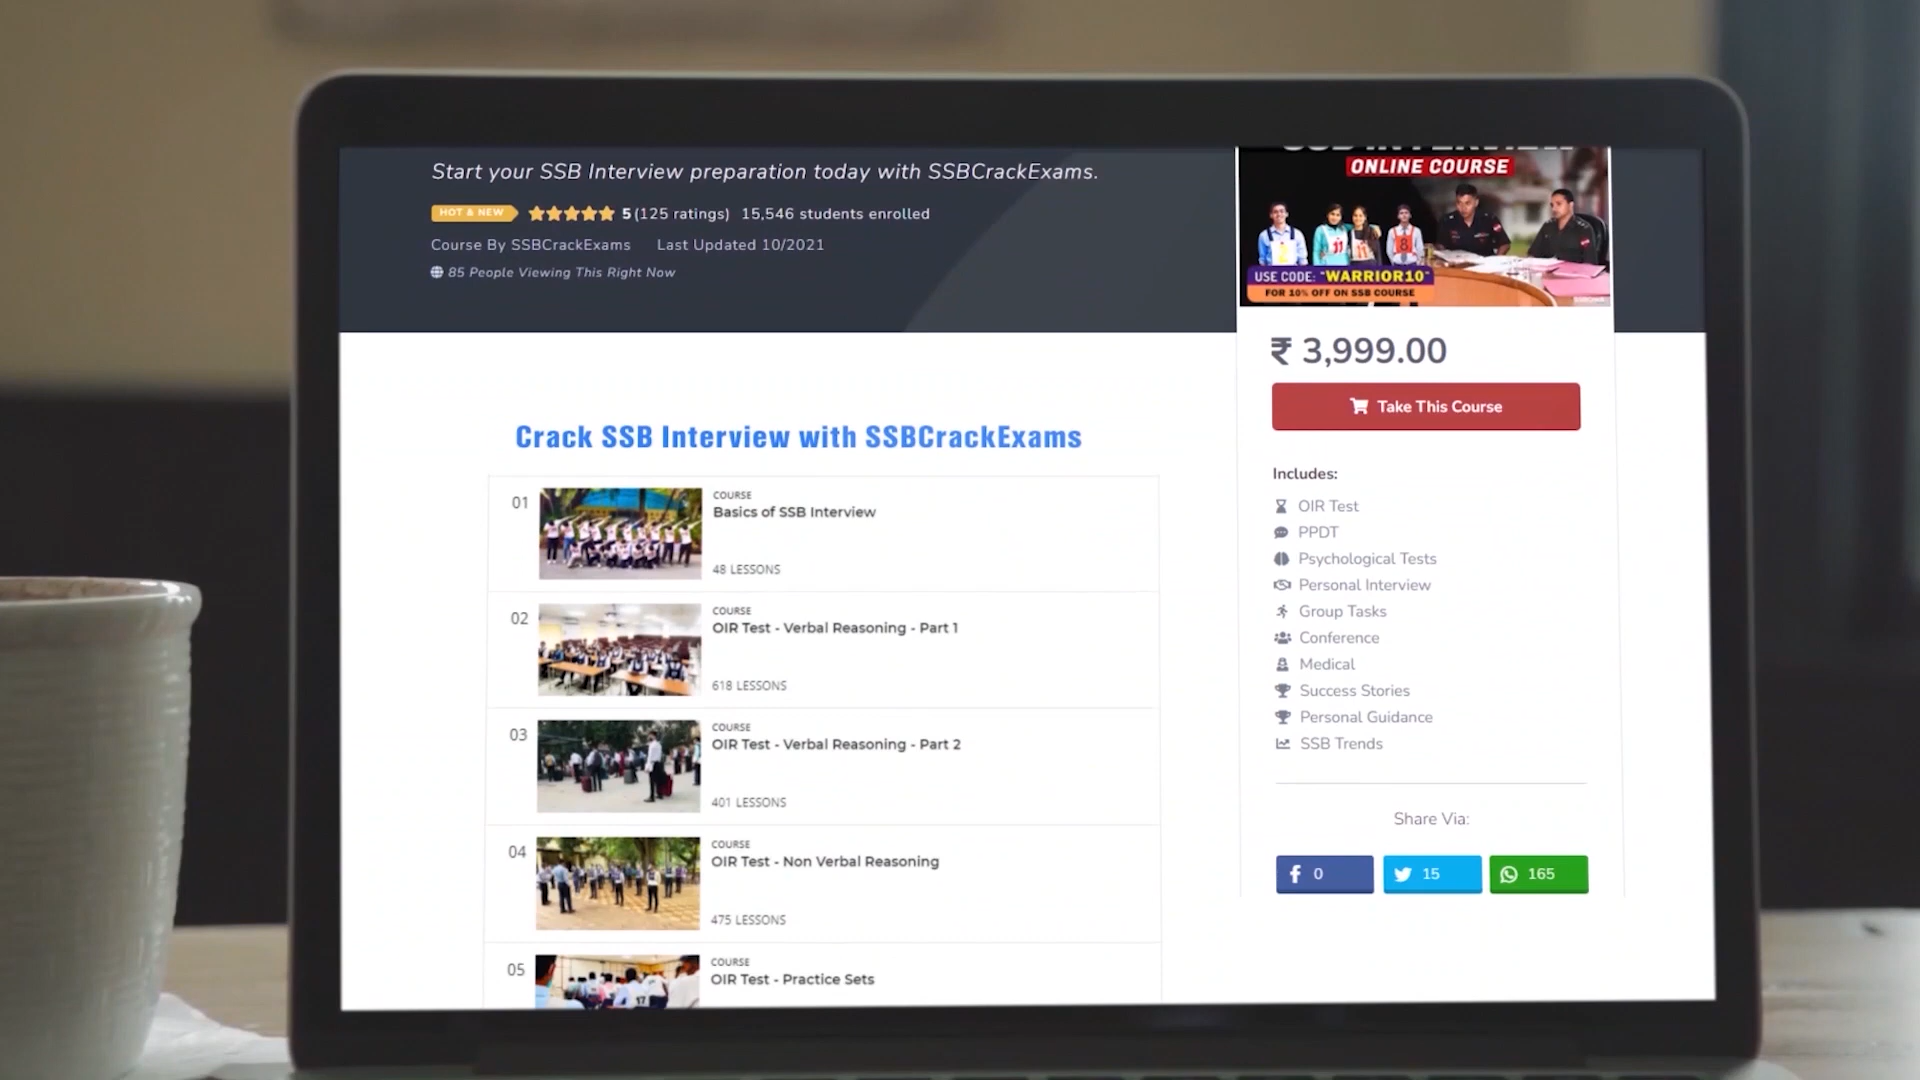 Start your SSB Interview preparation today with SSBCrackExams.
HOT & NEW
5 (125 ratings) 15,546 students enrolled
Course By SSBCrackExams Last Updated 10/2021
85 People Viewing This Right Now
ONLINE COURSE
11
11
8
USE CODE: "WARRIOR10"
FOR 10% OFF ON SSB COURSE
₹ 3,999.00
Take This Course
Includes:
OIR Test
PPDT
Psychological Tests
Personal Interview
Group Tasks
Conference
Medical
Success Stories
Personal Guidance
SSB Trends
Share Via:
0
15
165
Crack SSB Interview with SSBCrackExams
01
COURSE
Basics of SSB Interview
48 LESSONS
02
COURSE
OIR Test - Verbal Reasoning - Part 1
618 LESSONS
03
COURSE
OIR Test - Verbal Reasoning - Part 2
401 LESSONS
04
COURSE
OIR Test - Non Verbal Reasoning
475 LESSONS
05
COURSE
OIR Test - Practice Sets
17